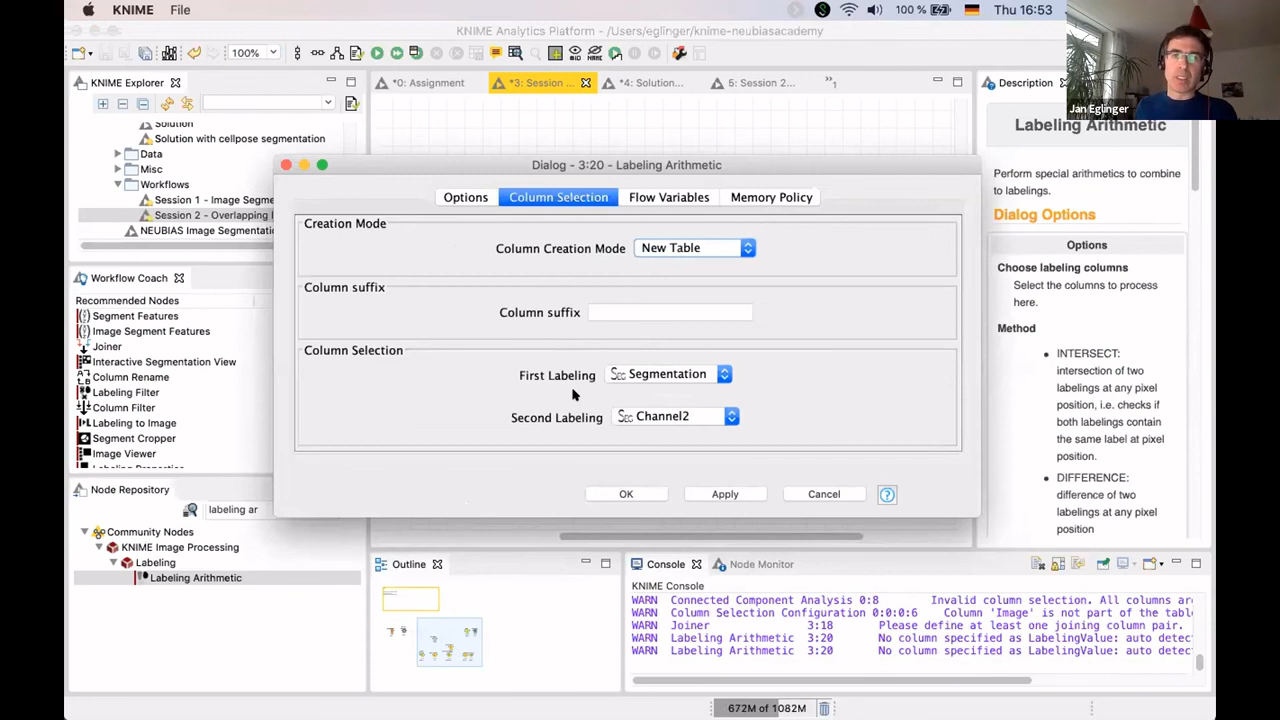 KNIME File
100 % Thu 16:53
KNIME Analytics Platform - /Users/eglinger/knime-neubiasacademy
100%
KNIME Explorer
*0: Assignment
*3: Session ...
*4: Solution...
5: Session 2...
»1
Description
Jan Eglinger
Solution
Solution with cellpose segmentation
Data
Misc
Workflows
Session 1 - Image Segme
Session 2 - Overlapping I
NEUBIAS Image Segmentati
Workflow Coach
Recommended Nodes
Segment Features
Image Segment Features
Joiner
Interactive Segmentation View
Column Rename
Labeling Filter
Column Filter
Labeling to Image
Segment Cropper
Image Viewer
Labeling Properties
Node Repository
labeling ar
Community Nodes
KNIME Image Processing
Labeling
Labeling Arithmetic
Dialog - 3:20 - Labeling Arithmetic
Options Column Selection Flow Variables Memory Policy
Creation Mode
Column Creation Mode New Table
Column suffix
Column suffix
Column Selection
First Labeling Segmentation
Second Labeling Channel2
OK Apply Cancel ?
Labeling Arithmetic
Perform special arithmetics to combine
to labelings.
Dialog Options
Options
Choose labeling columns
Select the columns to process
here.
Method
• INTERSECT:
intersection of two
labelings at any pixel
position, i.e. checks if
both labelings contain
the same label at pixel
position.
• DIFFERENCE:
difference of two
labelings at any pixel
position
Outline
Console
Node Monitor
KNIME Console
WARN Connected Component Analysis 0:8 Invalid column selection. All columns are
WARN Column Selection Configuration 0:0:0:6 Column 'Image' is not part of the table
WARN Joiner 3:18 Please define at least one joining column pair.
WARN Labeling Arithmetic 3:20 No column specified as LabelingValue: auto detec
WARN Labeling Arithmetic 3:20 No column specified as LabelingValue: auto detec
672M of 1082M